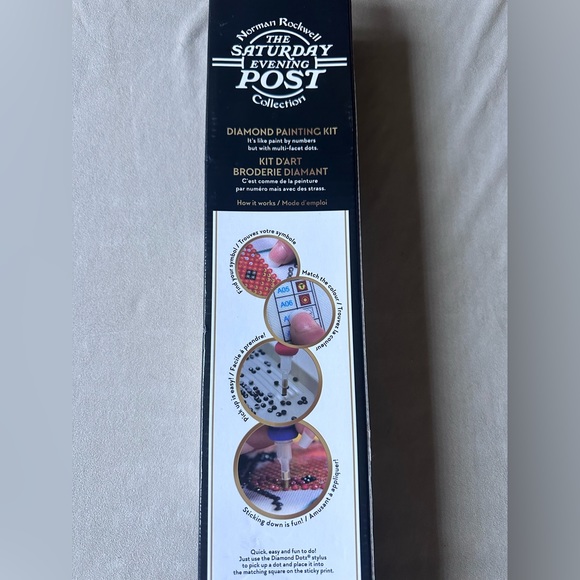 Norman Rockwell
THE
SATURDAY
EVENING
POST
Collection
DIAMOND PAINTING KIT
It's like paint by numbers
but with multi-facet dots.
KIT D'ART
BRODERIE DIAMANT
C'est comme de la peinture
par numéro mais avec des strass.
How it works / Mode d'emploi
Find your symbol / Trouvez votre symbole
Match the colour / Trouvez la couleur
A05
A06
Pick up is easy! / Facile à prendre!
Sticking down is fun! / Amusant à appliquer!
Quick, easy and fun to do!
Just use the Diamond Dots® stylus
to pick up a dot and place it into
the matching square on the sticky print.